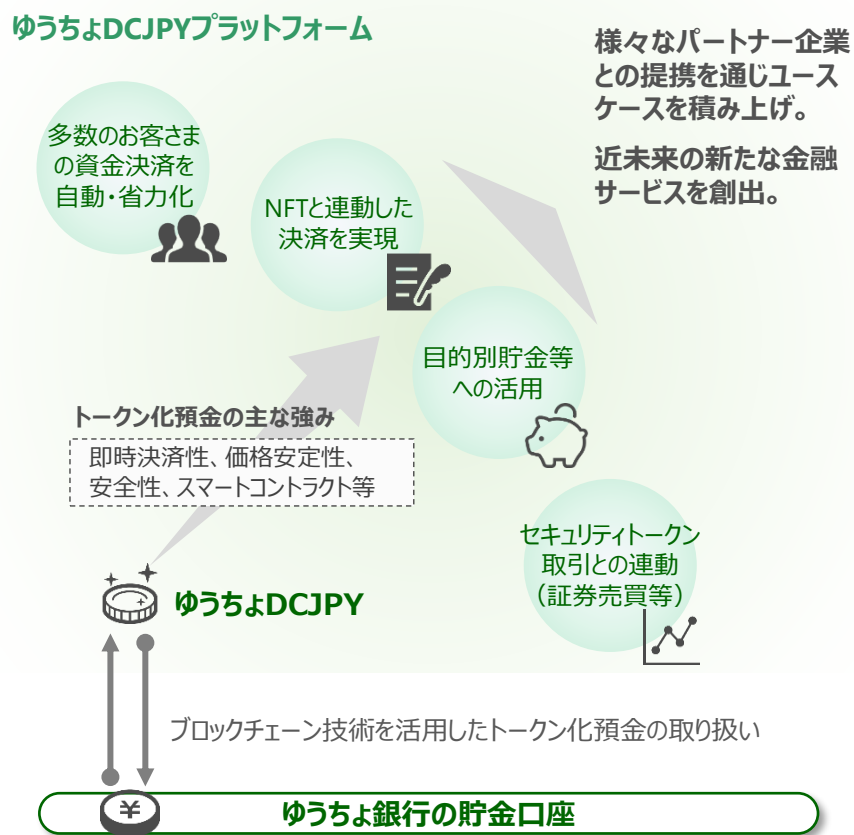 ゆうちょDCJPYプラットフォーム
様々なパートナー企業
との提携を通じユース
ケースを積み上げ。
近未来の新たな金融
サービスを創出。
多数のお客さま
の資金決済を
自動・省力化
NFTと連動した
決済を実現
目的別貯金等
への活用
トークン化預金の主な強み
即時決済性、価格安定性、
安全性、スマートコントラクト等
セキュリティトークン
取引との連動
（証券売買等）
ゆうちょDCJPY
ブロックチェーン技術を活用したトークン化預金の取り扱い
¥
ゆうちょ銀行の貯金口座